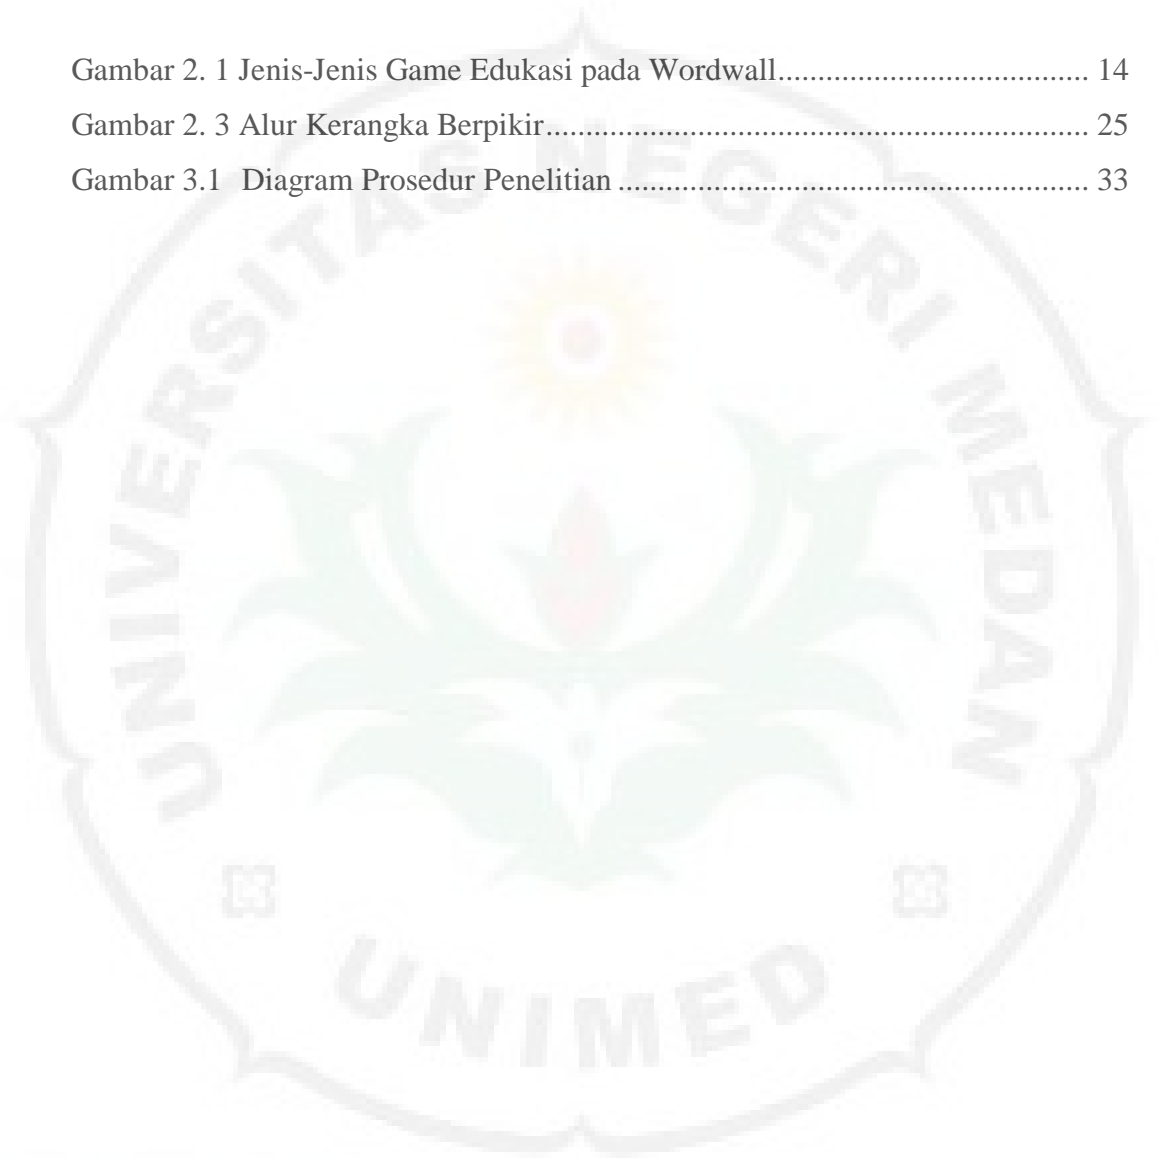 Gambar 2. 1 Jenis-Jenis Game Edukasi pada Wordwall....................................... 14
Gambar 2. 3 Alur Kerangka Berpikir.................................................................... 25
Gambar 3.1 Diagram Prosedur Penelitian ........................................................... 33
UNIVERSITAS NEGERI MEDAN
UNIMED